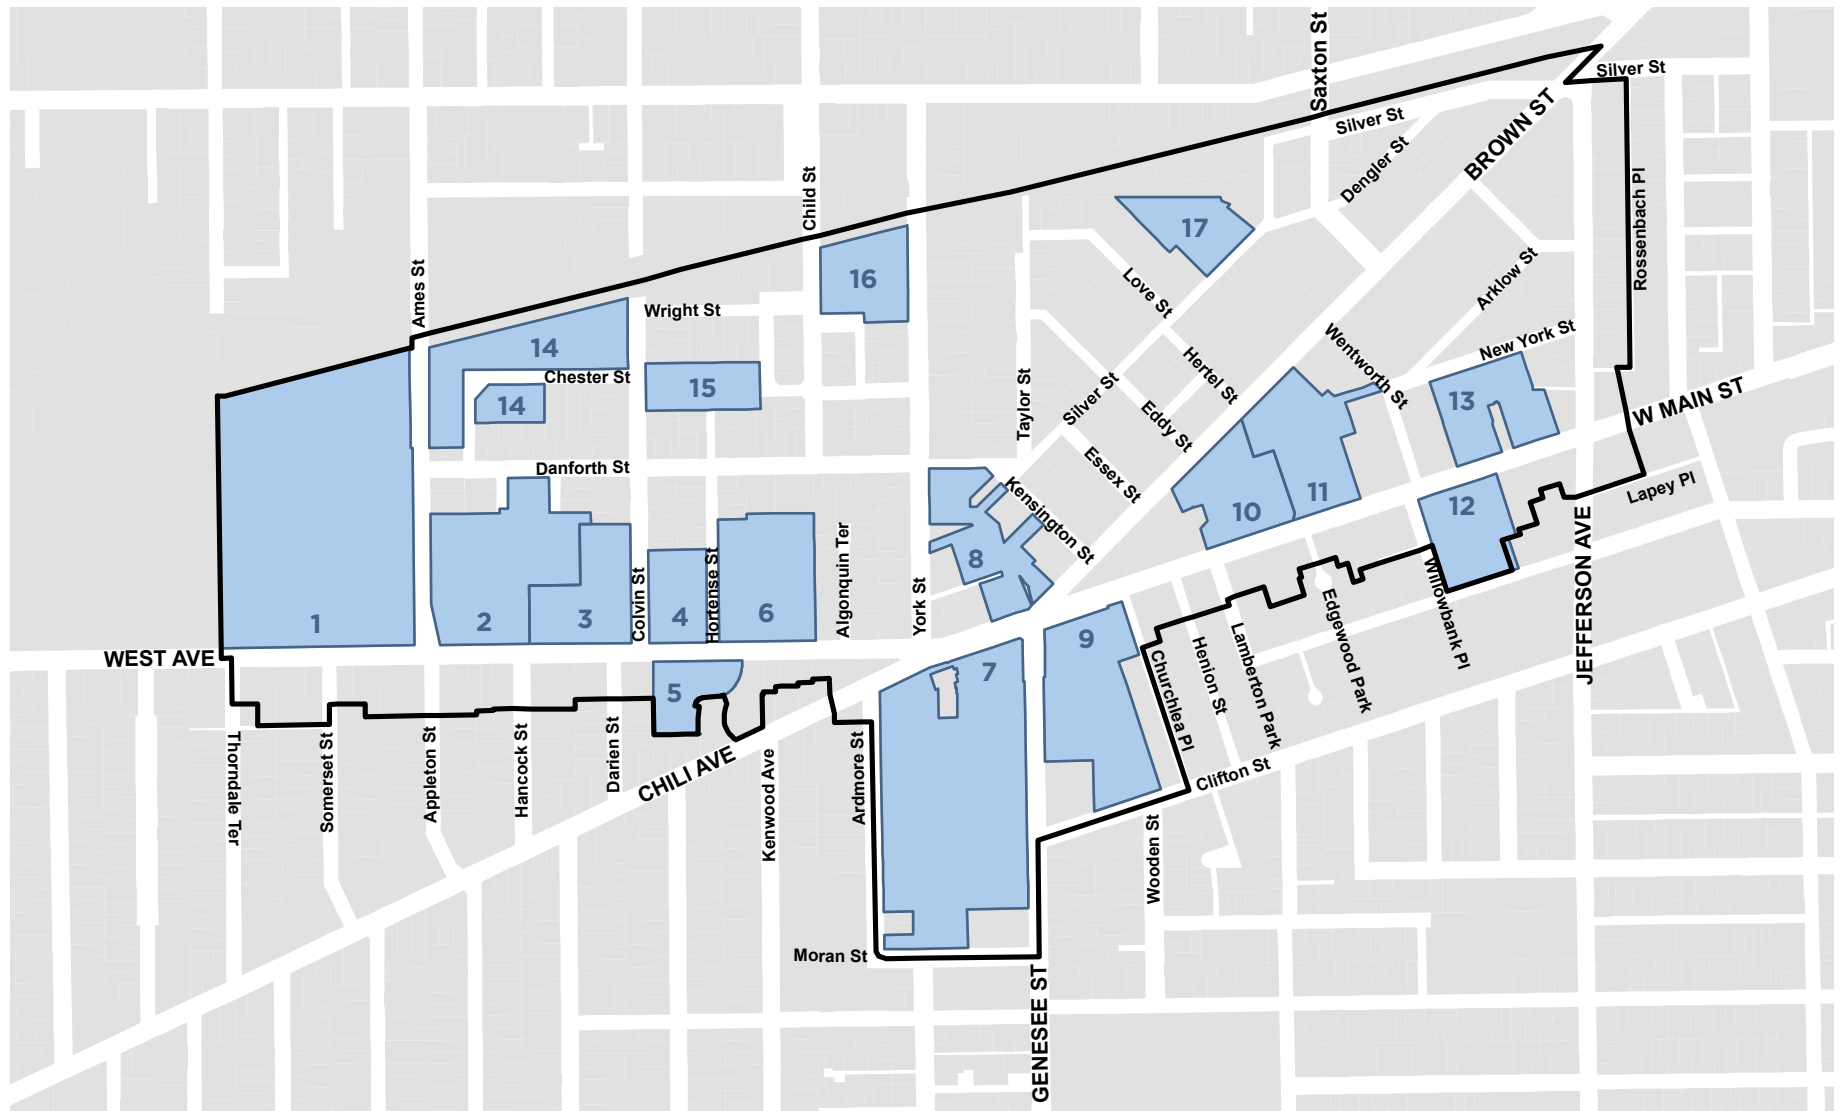 Saxton St
Silver St
Silver St
BROWN ST
Dengler St
Child St
Rossenbach Pl
17
Ames St
16
Love St
Arklow St
Wright St
14
Chester St
15
14
Hertel St
Wentworth St
New York St
13
W MAIN ST
Taylor St
Silver St
Eddy St
Danforth St
Essex St
Kensington St
10
11
12
Lapey Pl
JEFFERSON AVE
1
2
3
Colvin St
4
Hortense St
6
Algonquin Ter
York St
8
9
Willowbank Pl
Edgewood Park
Lamberton Park
Henion St
Churchlea Pl
WEST AVE
5
7
Thorndale Ter
Somerset St
Appleton St
Hancock St
Darien St
CHILI AVE
Kenwood Ave
Ardmore St
Clifton St
Wooden St
Moran St
GENESEE ST